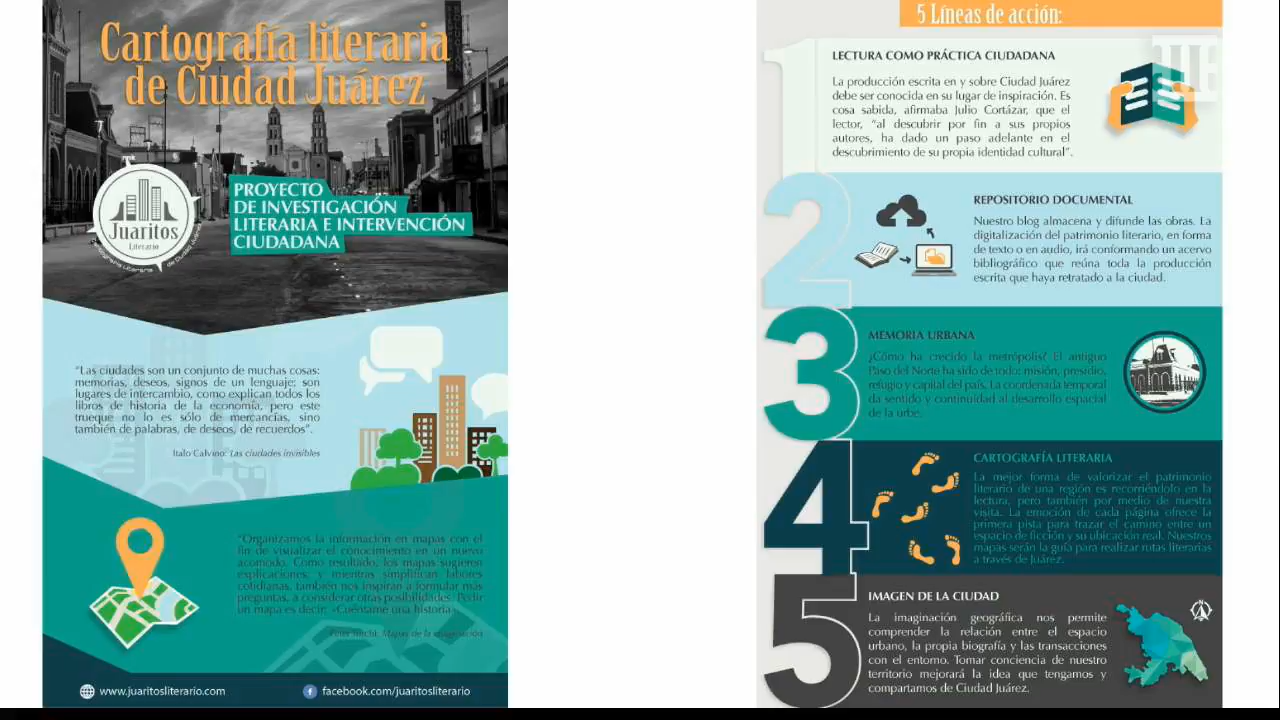 Cartografía literaria
de Ciudad Juárez
Juaritos
Literario
Cartografía Literaria de Ciudad Juárez
PROYECTO
DE INVESTIGACIÓN
LITERARIA E INTERVENCIÓN
CIUDADANA
“Las ciudades son un conjunto de muchas cosas:
memorias, deseos, signos de un lenguaje; son
lugares de intercambio, como explican todos los
libros de historia de la economía, pero este
trueque no lo es sólo de mercancías, sino
también de palabras, de deseos, de recuerdos”.
Italo Calvino: Las ciudades invisibles
“Organizamos la información en mapas con el
fin de visualizar el conocimiento en un nuevo
acomodo. Como resultado, los mapas sugieren
explicaciones, y mientras simplifican labores
cotidianas, también nos inspiran a formular más
preguntas, a considerar otras posibilidades. Pedir
un mapa es decir: «Cuéntame una historia».
Peter Turchi: Mapas de la imaginación
www.juaritosliterario.com
facebook.com/juaritosliterario
5 Líneas de acción:
1
LECTURA COMO PRÁCTICA CIUDADANA
La producción escrita en y sobre Ciudad Juárez
debe ser conocida en su lugar de inspiración. Es
cosa sabida, afirmaba Julio Cortázar, que el
lector, “al descubrir por fin a sus propios
autores, ha dado un paso adelante en el
descubrimiento de su propia identidad cultural”.
2
REPOSITORIO DOCUMENTAL
Nuestro blog almacena y difunde las obras. La
digitalización del patrimonio literario, en forma
de texto o en audio, irá conformando un acervo
bibliográfico que reúna toda la producción
escrita que haya retratado a la ciudad.
3
MEMORIA URBANA
¿Cómo ha crecido la metrópolis? El antiguo
Paso del Norte ha sido de todo: misión, presidio,
refugio y capital del país. La coordenada temporal
da sentido y continuidad al desarrollo espacial
de la urbe.
4
CARTOGRAFÍA LITERARIA
La mejor forma de valorizar el patrimonio
literario de una región es recorriéndolo en la
lectura, pero también por medio de nuestra
visita. La emoción de cada página ofrece la
primera pista para trazar el camino entre un
espacio de ficción y su ubicación real. Nuestros
mapas serán la guía para realizar rutas literarias
a través de Juárez.
5
IMAGEN DE LA CIUDAD
La imaginación geográfica nos permite
comprender la relación entre el espacio
urbano, la propia biografía y las transacciones
con el entorno. Tomar conciencia de nuestro
territorio mejorará la idea que tengamos y
compartamos de Ciudad Juárez.